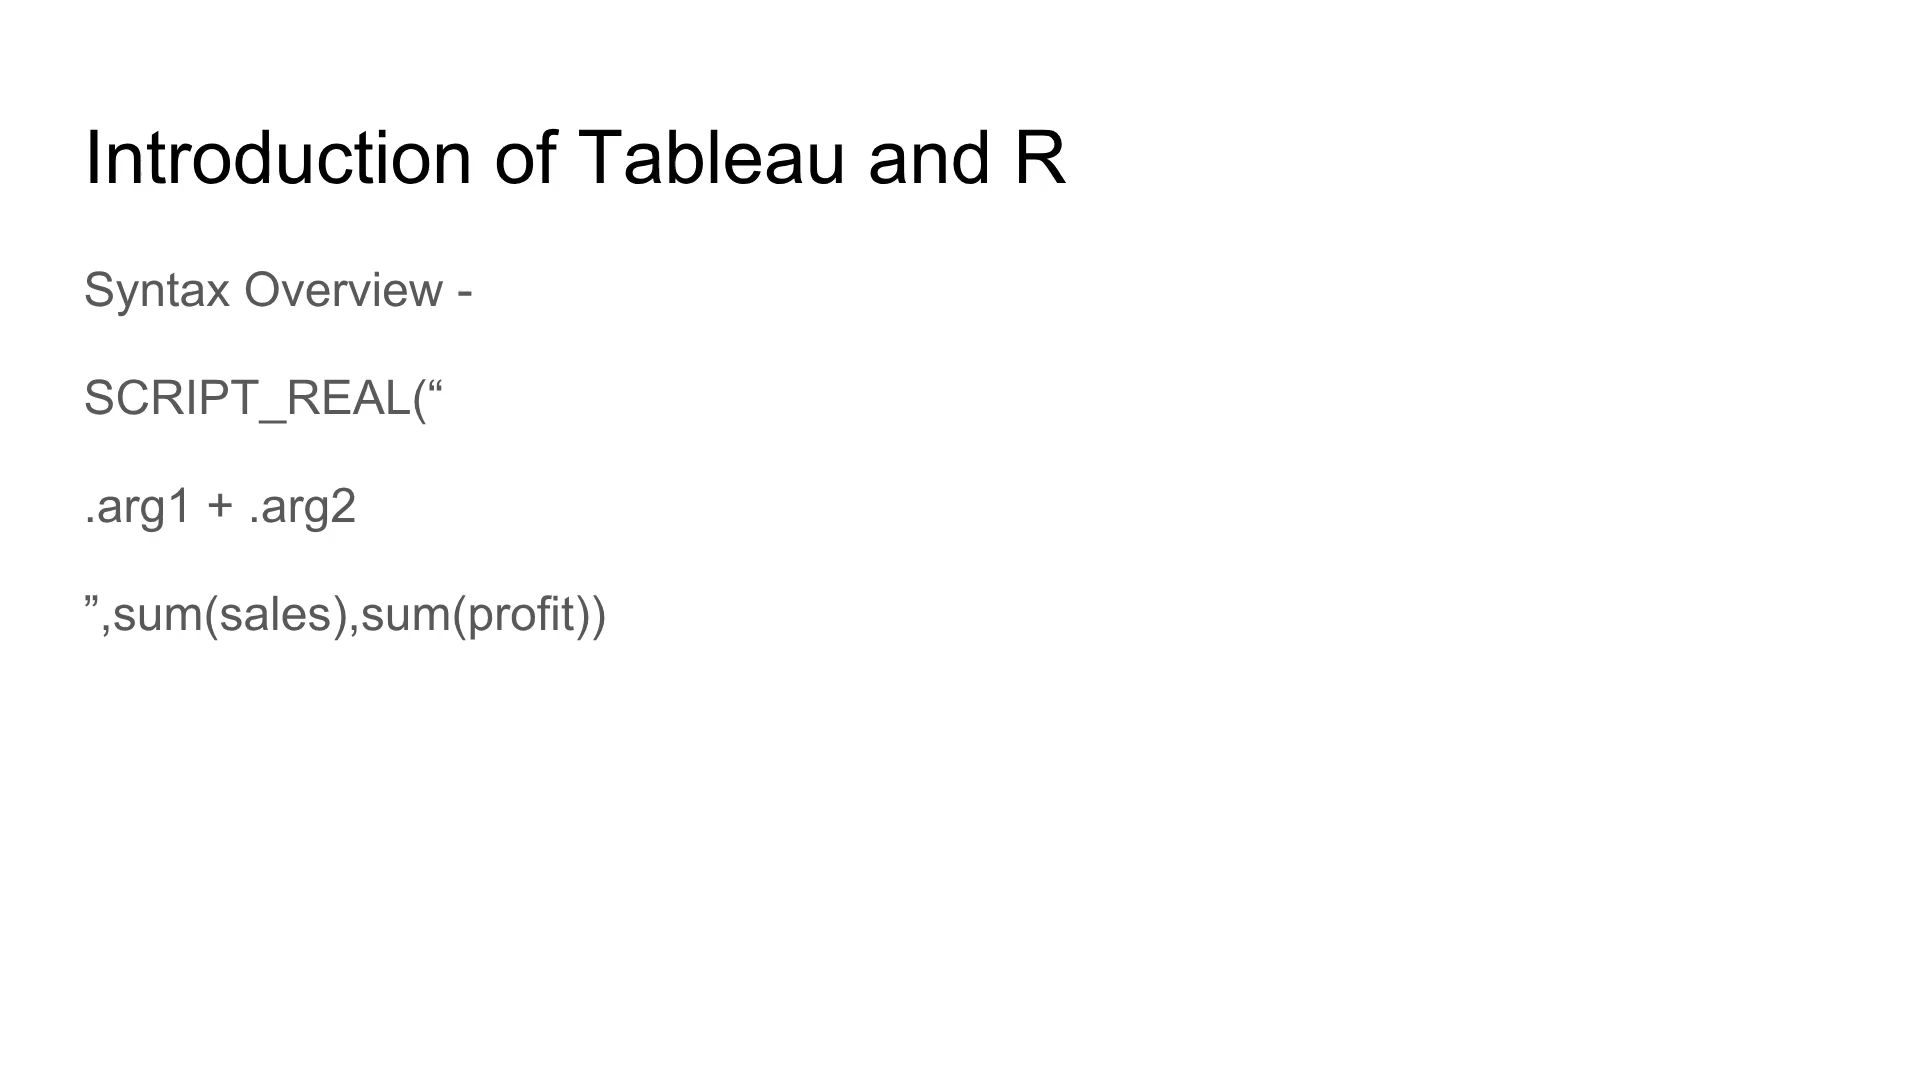 Introduction of Tableau and R
Syntax Overview -
SCRIPT_REAL(“
.arg1 + .arg2
”,sum(sales),sum(profit))